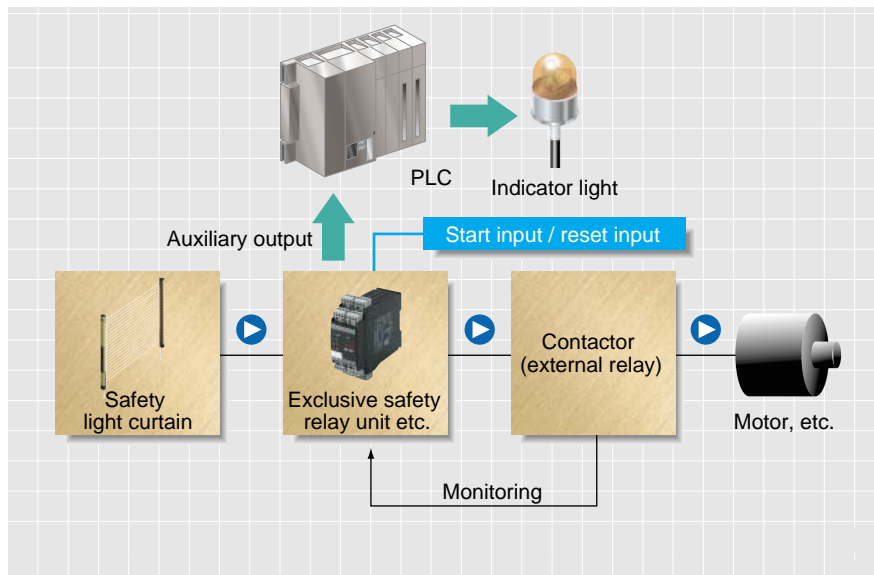 PLC
Indicator light
Auxiliary output
Start input / reset input
Safety
light curtain
Exclusive safety
relay unit etc.
Contactor
(external relay)
Motor, etc.
Monitoring